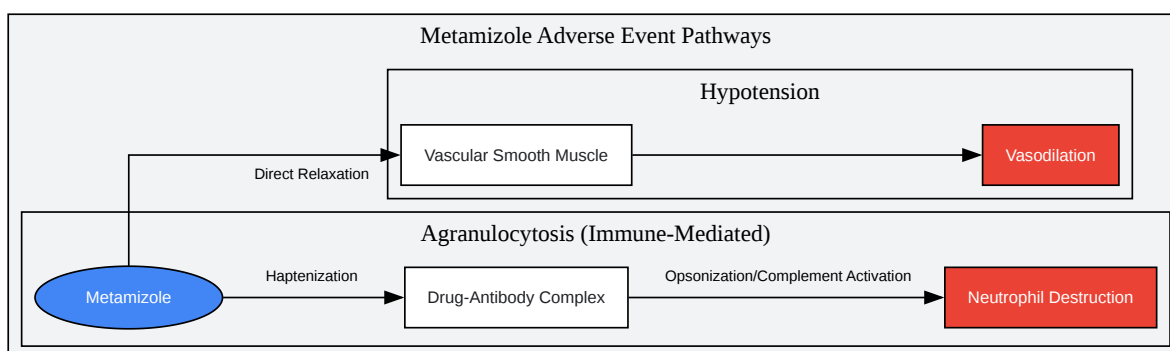 Metamizole Adverse Event Pathways
Hypotension
Vascular Smooth Muscle
Vasodilation
Direct Relaxation
Agranulocytosis (Immune-Mediated)
Metamizole
Haptenization
Drug-Antibody Complex
Opsonization/Complement Activation
Neutrophil Destruction